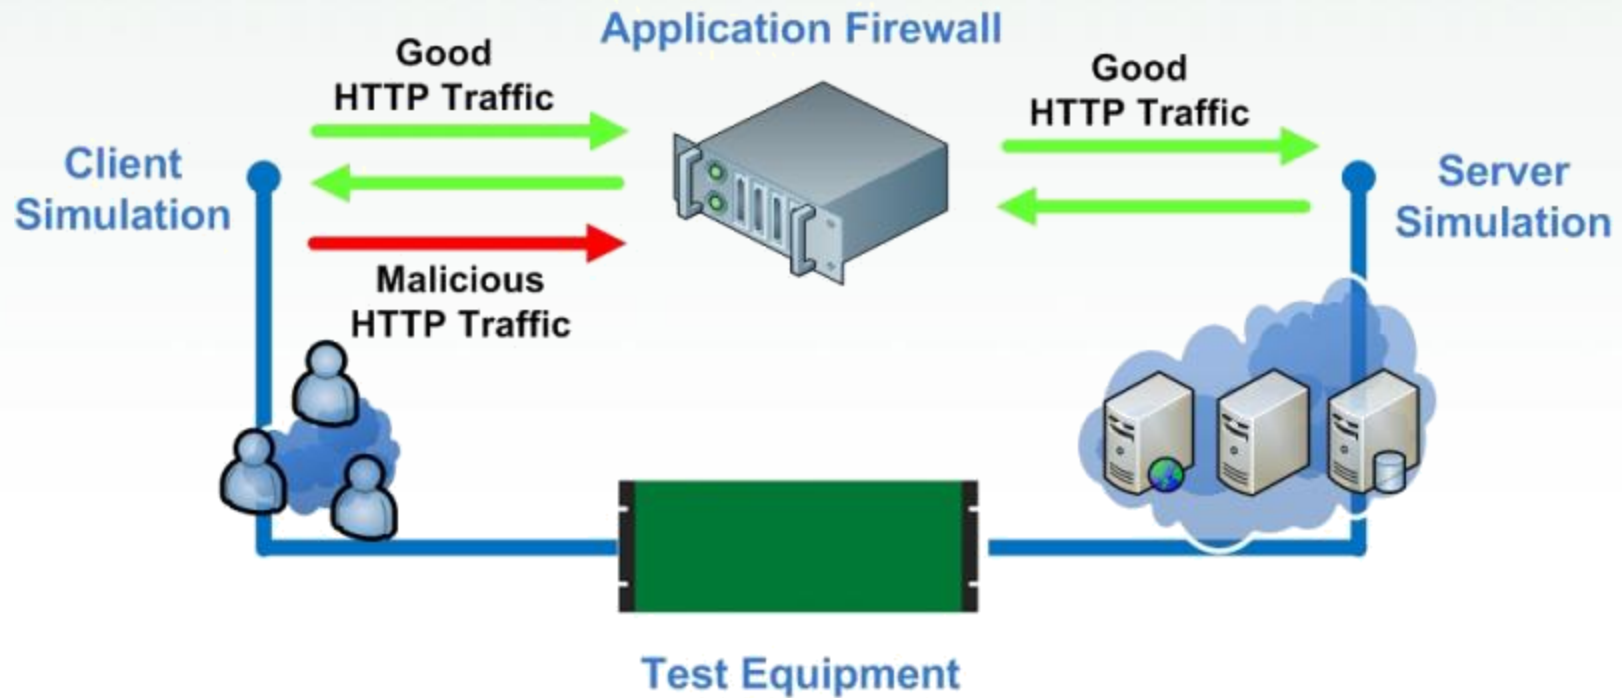 Application Firewall
Good
HTTP Traffic
Good
HTTP Traffic
Client
Simulation
Server
Simulation
Malicious
HTTP Traffic
Test Equipment